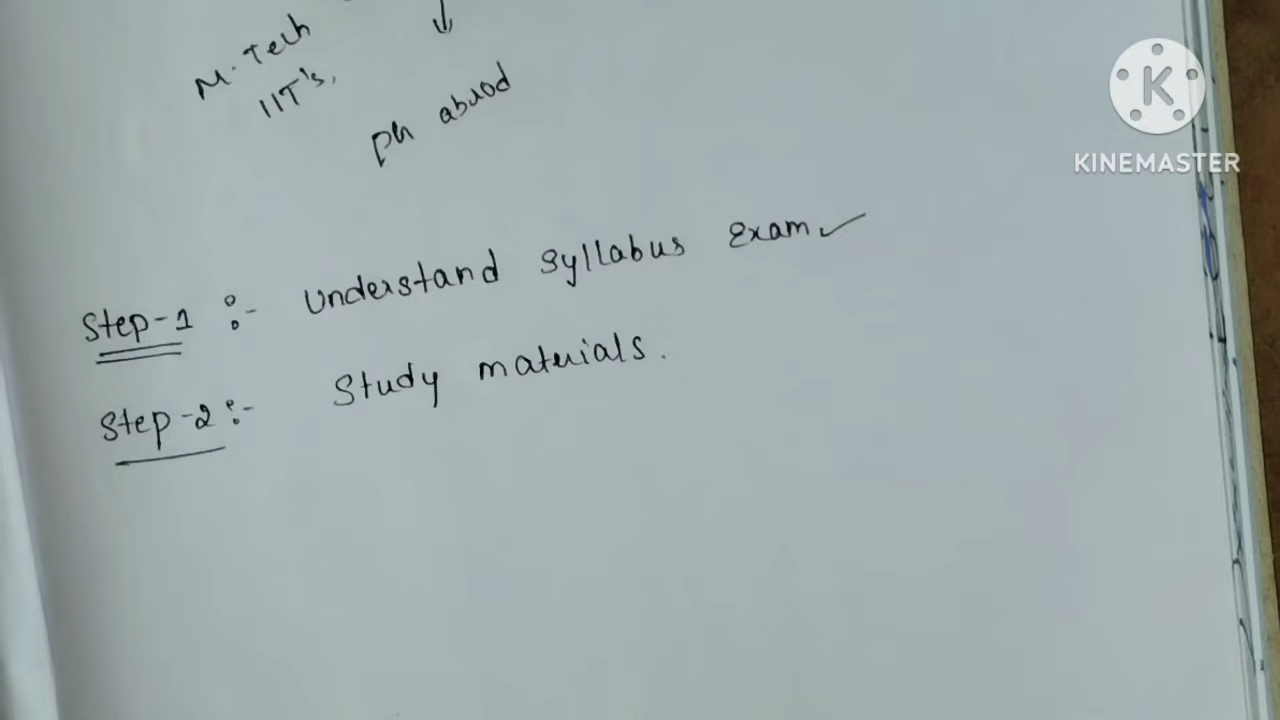 M.Tech
IIT's,
ph abroad
Step-1 :- Understand syllabus Exam ✓
Step-2 :- Study materials.
K
KINEMASTER